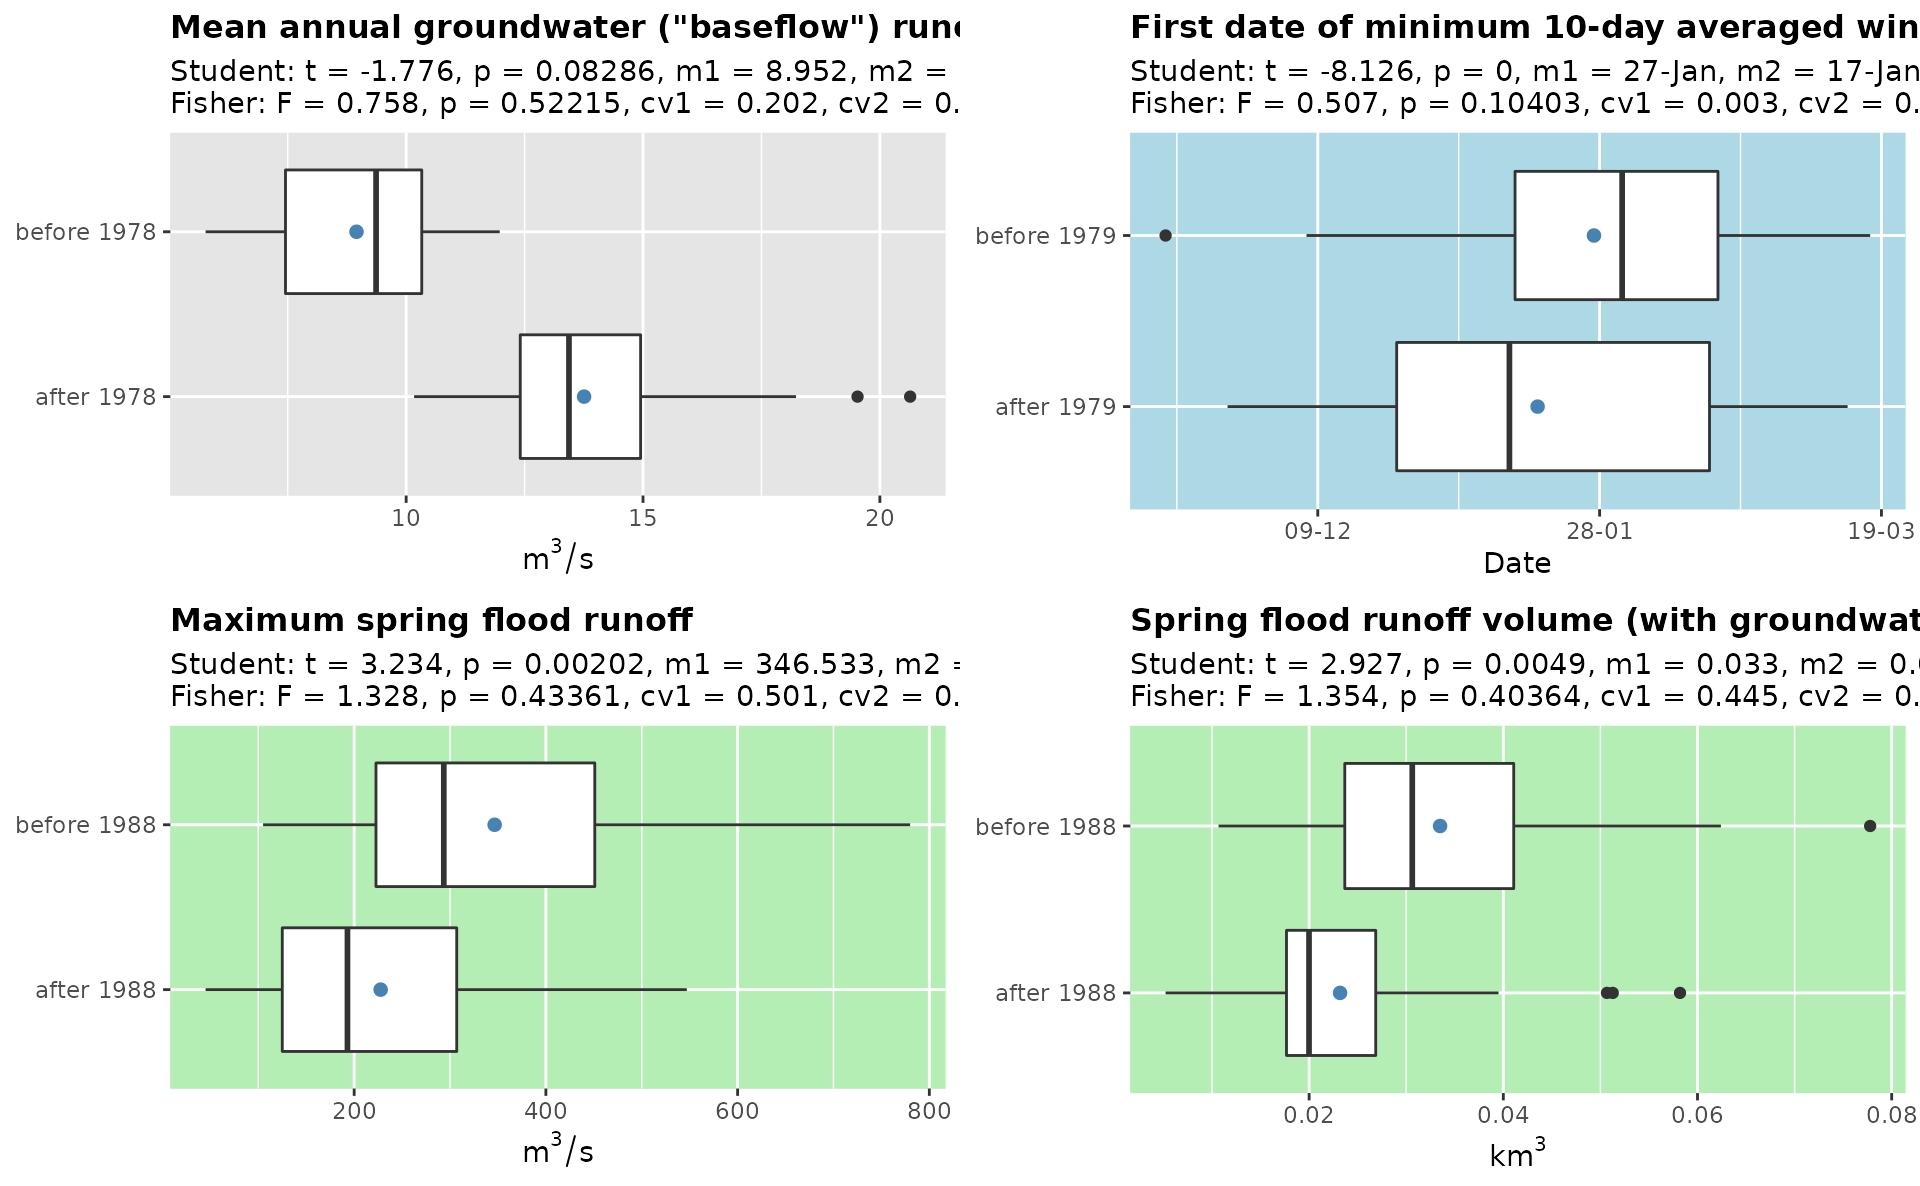 Mean annual groundwater ("baseflow")
Student: t = -1.776, p = 0.08286, m1 = 8.952, m2 =
Fisher: F = 0.758, p = 0.52215, cv1 = 0.202, cv2 = 0.
before 1978
after 1978
10 15 20
m³/s
First date of minimum 10-day averaged
Student: t = -8.126, p = 0, m1 = 27-Jan, m2 = 17-Jan
Fisher: F = 0.507, p = 0.10403, cv1 = 0.003, cv2 = 0.
before 1979
after 1979
09-12 28-01 19-03
Date
Maximum spring flood runoff
Student: t = 3.234, p = 0.00202, m1 = 346.533, m2 =
Fisher: F = 1.328, p = 0.43361, cv1 = 0.501, cv2 = 0.
before 1988
after 1988
200 400 600 800
m³/s
Spring flood runoff volume (with
Student: t = 2.927, p = 0.0049, m1 = 0.033, m2 =
Fisher: F = 1.354, p = 0.40364, cv1 = 0.445, cv2 = 0.
before 1988
after 1988
0.02 0.04 0.06 0.08
km³